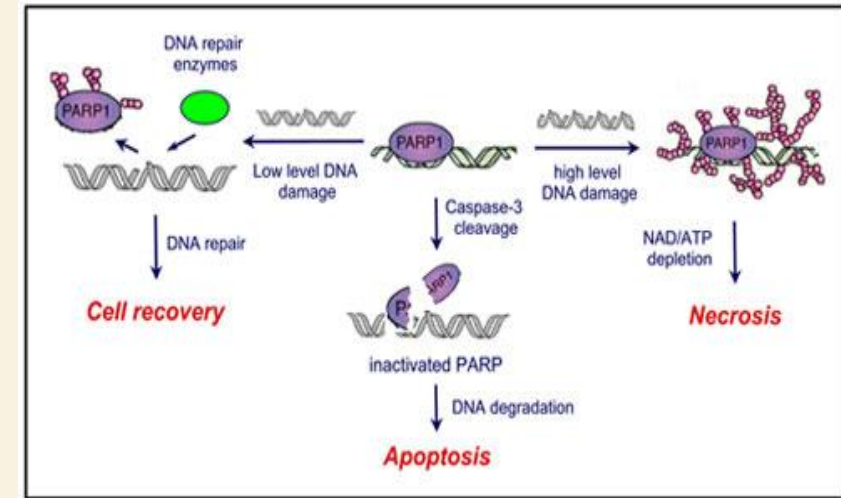 DNA repair
enzymes
PARP1
Low level DNA
damage
DNA repair
Cell recovery
PARP1
Caspase-3
cleavage
inactivated PARP
DNA degradation
Apoptosis
high level
DNA damage
PARP1
NAD/ATP
depletion
Necrosis